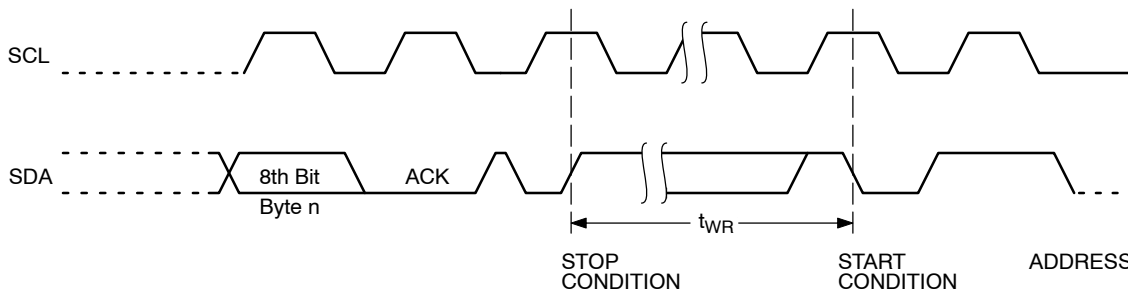 SCL
SDA
8th Bit
ACK
Byte n
tWR
STOP
CONDITION
START
CONDITION
ADDRESS